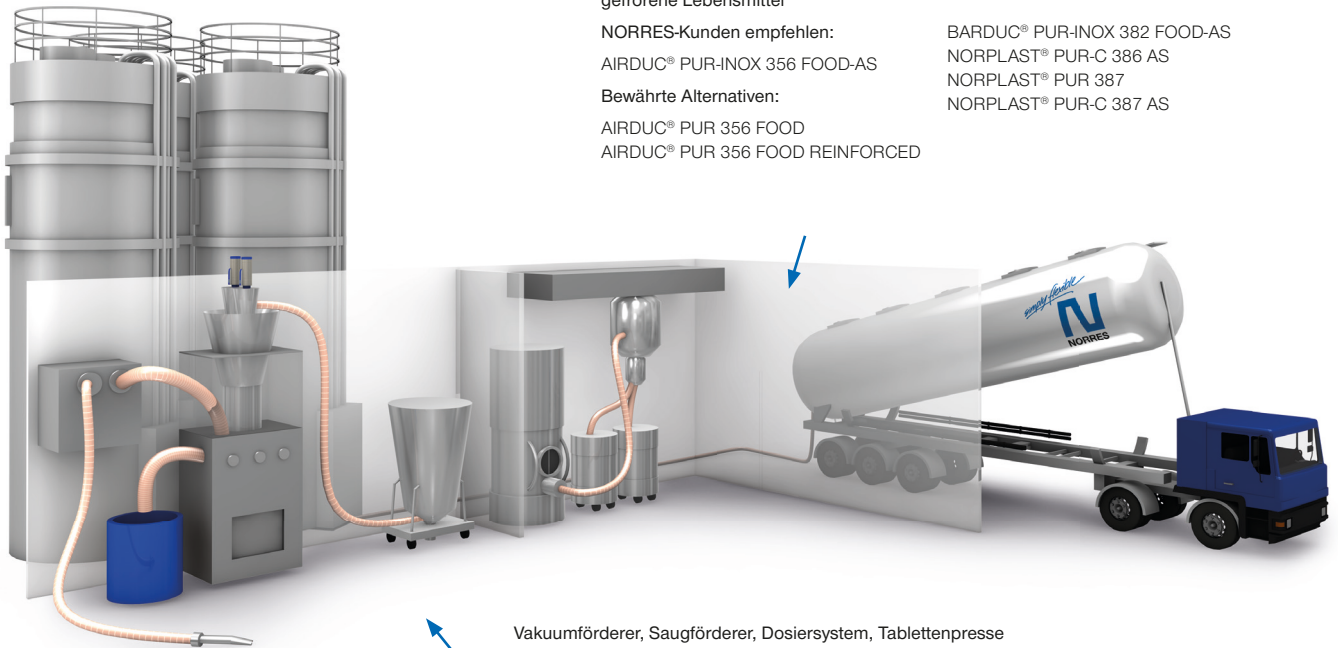 gefrorene Lebensmittel
NORRES-Kunden empfehlen:
AIRDUC® PUR-INOX 356 FOOD-AS
Bewährte Alternativen:
AIRDUC® PUR 356 FOOD
AIRDUC® PUR 356 FOOD REINFORCED
BARDUC® PUR-INOX 382 FOOD-AS
NORPLAST® PUR-C 386 AS
NORPLAST® PUR 387
NORPLAST® PUR-C 387 AS
simply flexible
N
NORRES
Vakuumförderer, Saugförderer, Dosiersystem, Tablettenpresse